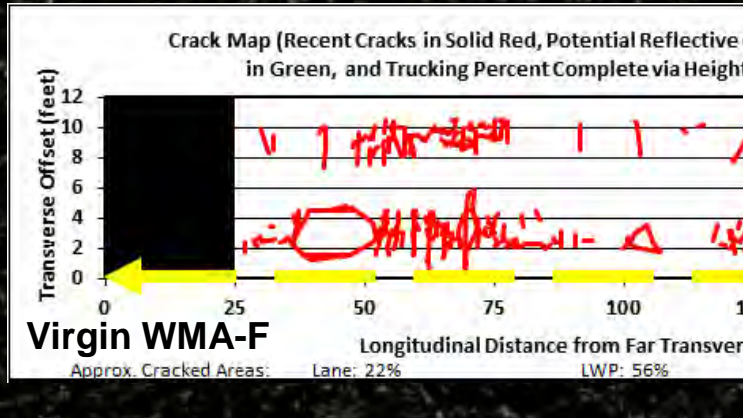 Crack Map (Recent Cracks in Solid Red, Potential Reflective
in Green, and Trucking Percent Complete via Height
Transverse Offset (feet)
12
10
8
6
4
2
0
0 25 50 75 100 1
Virgin WMA-F
Longitudinal Distance from Far Transver
Approx. Cracked Areas: Lane: 22% LWP: 56%